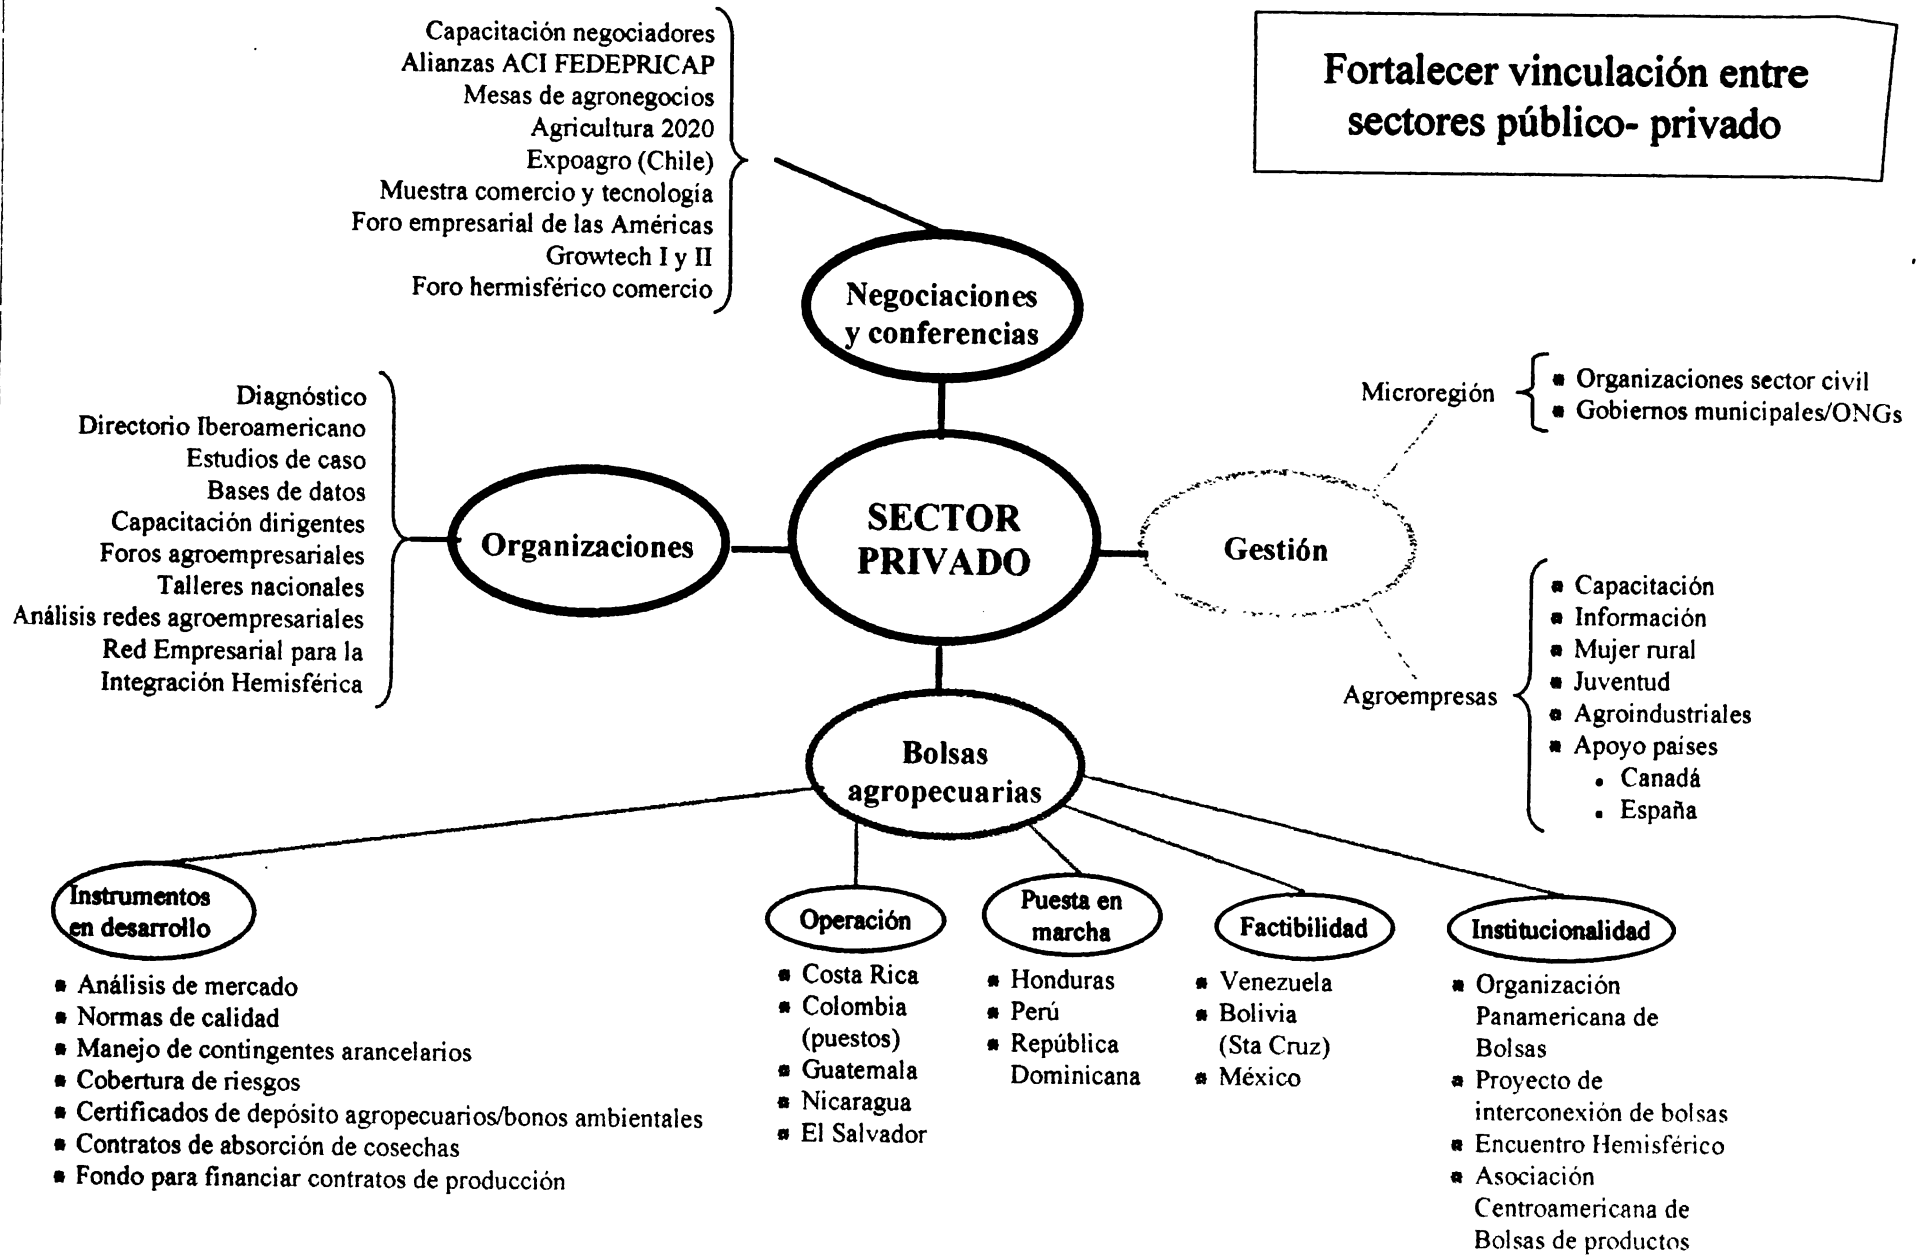 Capacitación negociadores
Alianzas ACI FEDEPRICAP
Mesas de agronegocios
Agricultura 2020
Expoagro (Chile)
Muestra comercio y tecnología
Foro empresarial de las Américas
Growtech I y II
Foro hermisférico comercio
Fortalecer vinculación entre
sectores público- privado
Negociaciones
y conferencias
Diagnóstico
Directorio Iberoamericano
Estudios de caso
Bases de datos
Capacitación dirigentes
Foros agroempresariales
Talleres nacionales
Análisis redes agroempresariales
Red Empresarial para la
Integración Hemisférica
Organizaciones
SECTOR
PRIVADO
Gestión
Microregión
▪ Organizaciones sector civil
▪ Gobiernos municipales/ONGs
Agroempresas
▪ Capacitación
▪ Información
▪ Mujer rural
▪ Juventud
▪ Agroindustriales
▪ Apoyo países
• Canadá
• España
Bolsas
agropecuarias
Instrumentos
en desarrollo
▪ Análisis de mercado
▪ Normas de calidad
▪ Manejo de contingentes arancelarios
▪ Cobertura de riesgos
▪ Certificados de depósito agropecuarios/bonos ambientales
▪ Contratos de absorción de cosechas
▪ Fondo para financiar contratos de producción
Operación
▪ Costa Rica
▪ Colombia
(puestos)
▪ Guatemala
▪ Nicaragua
▪ El Salvador
Puesta en
marcha
▪ Honduras
▪ Perú
▪ República
Dominicana
Factibilidad
▪ Venezuela
▪ Bolivia
(Sta Cruz)
▪ México
Institucionalidad
▪ Organización
Panamericana de
Bolsas
▪ Proyecto de
interconexión de bolsas
▪ Encuentro Hemisférico
▪ Asociación
Centroamericana de
Bolsas de productos